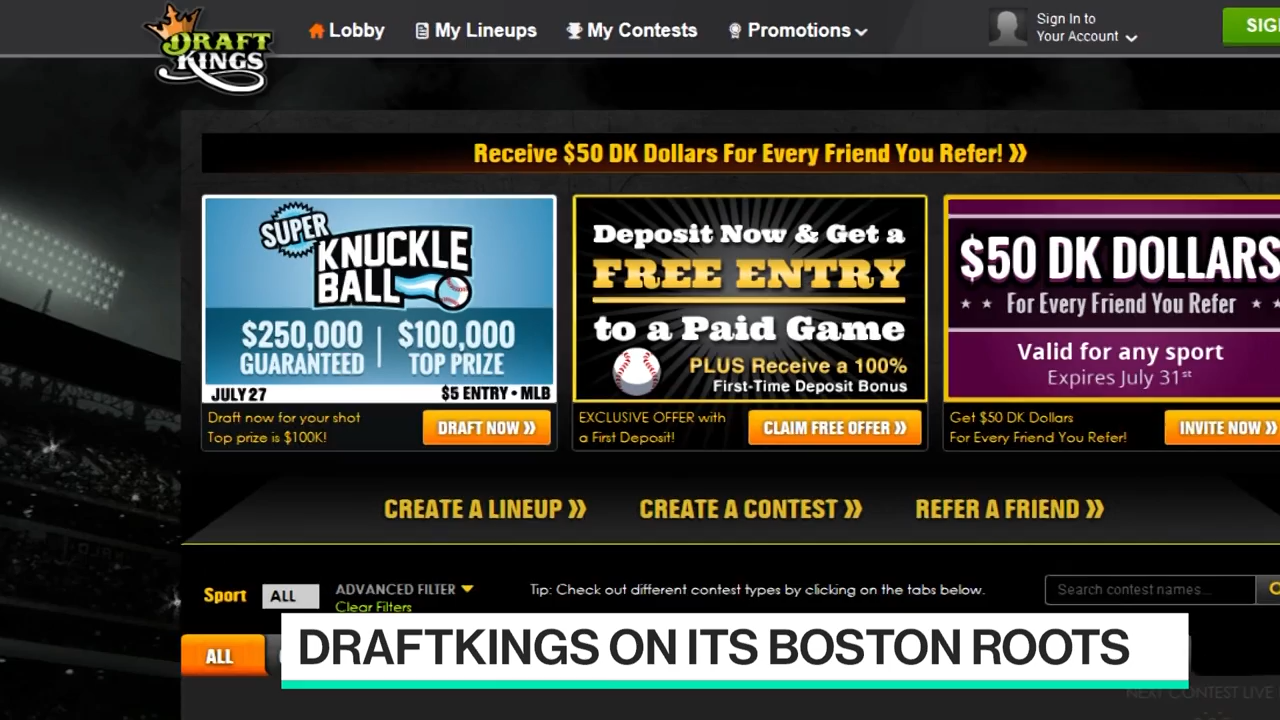 DRAFT
KINGS
Lobby
My Lineups
My Contests
Promotions
Sign In to
Your Account
SIG
Receive $50 DK Dollars For Every Friend You Refer! »
SUPER
KNUCKLE
BALL
$250,000
GUARANTEED
$100,000
TOP PRIZE
JULY 27
$5 ENTRY • MLB
Draft now for your shot
Top prize is $100K!
DRAFT NOW »
Deposit Now & Get a
FREE ENTRY
to a Paid Game
PLUS Receive a 100%
First-Time Deposit Bonus
EXCLUSIVE OFFER with
a First Deposit!
CLAIM FREE OFFER »
$50 DK DOLLARS
For Every Friend You Refer
Valid for any sport
Expires July 31st
Get $50 DK Dollars
For Every Friend You Refer!
INVITE NOW »
CREATE A LINEUP »
CREATE A CONTEST »
REFER A FRIEND »
Sport
ALL
ADVANCED FILTER
Clear Filters
Tip: Check out different contest types by clicking on the tabs below.
Search contest names...
ALL
DRAFTKINGS ON ITS BOSTON ROOTS
NEXT CONTEST LIVE